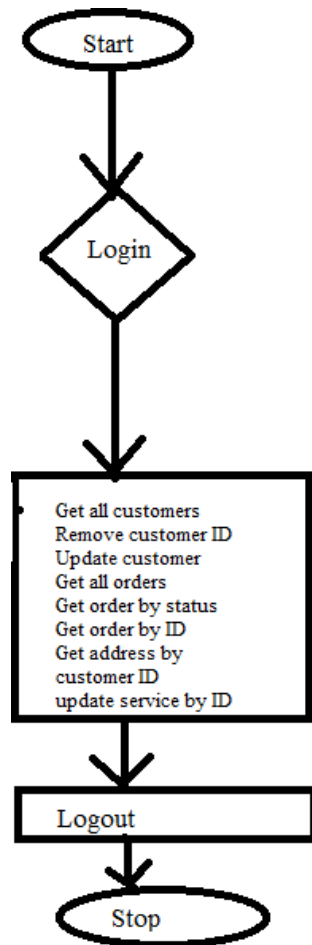 Start
Login
Get all customers
Remove customer ID
Update customer
Get all orders
Get order by status
Get order by ID
Get address by
customer ID
update service by ID
Logout
Stop